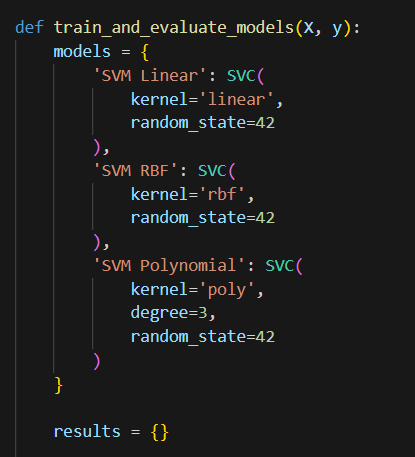 def train_and_evaluate_models(X, y):
    models = {
        'SVM Linear': SVC(
            kernel='linear',
            random_state=42
        ),
        'SVM RBF': SVC(
            kernel='rbf',
            random_state=42
        ),
        'SVM Polynomial': SVC(
            kernel='poly',
            degree=3,
            random_state=42
        )
    }
    results = {}